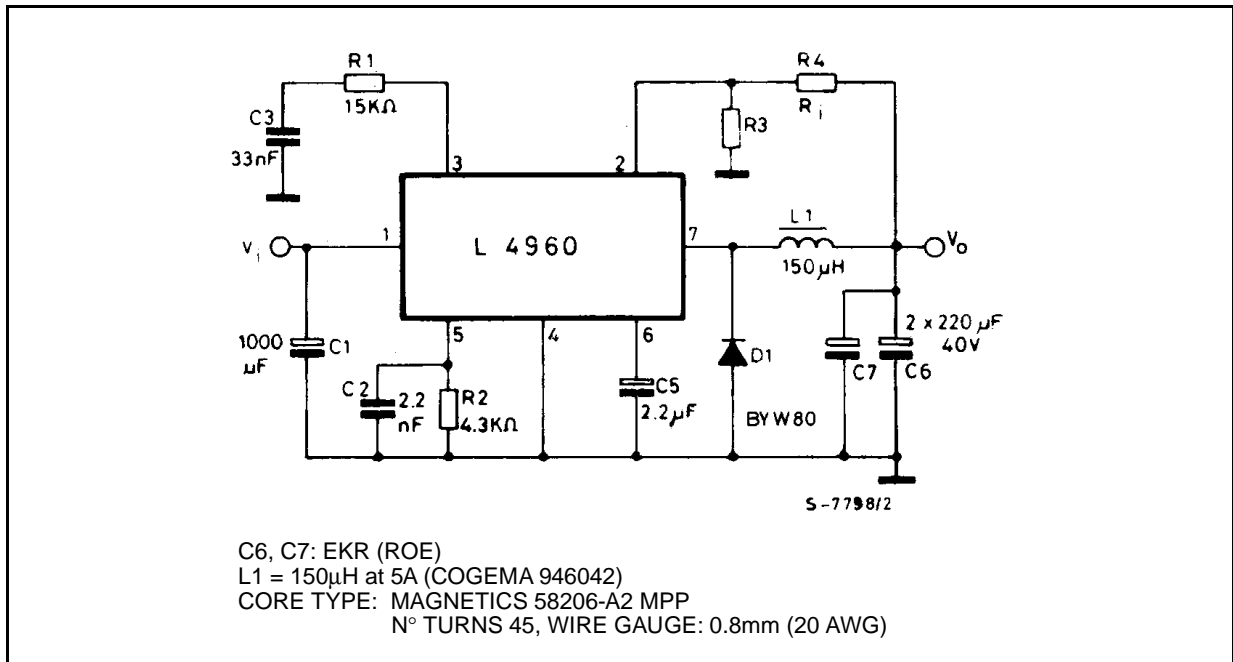 R1
15KΩ
C3
33nF
3
2
R3
R4
Ri
Vi
1
L 4960
7
L1
150μH
Vo
1000
μF
C1
5
4
6
C2
2.2
nF
R2
4.3KΩ
C5
2.2μF
D1
BYW80
C7
C6
2 x 220 μF
40V
S-7798/2
C6, C7: EKR (ROE)
L1 = 150μH at 5A (COGEMA 946042)
CORE TYPE: MAGNETICS 58206-A2 MPP
N° TURNS 45, WIRE GAUGE: 0.8mm (20 AWG)